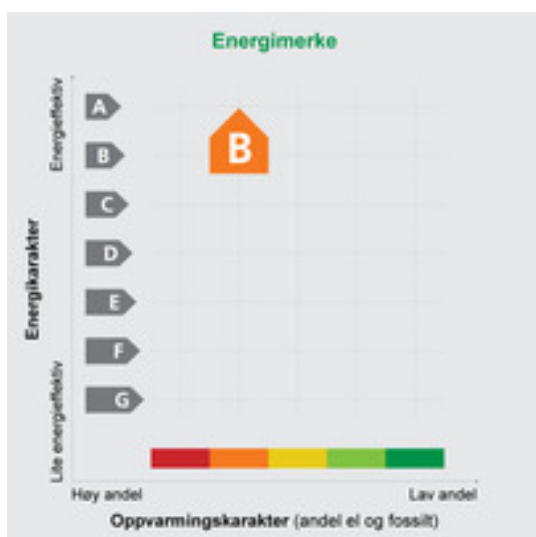 Energimerke
Energieffektiv
Energikarakter
Lite energieffektiv
A
B
B
C
D
E
F
G
Høy andel
Lav andel
Oppvarmingskarakter (andel el og fossilt)